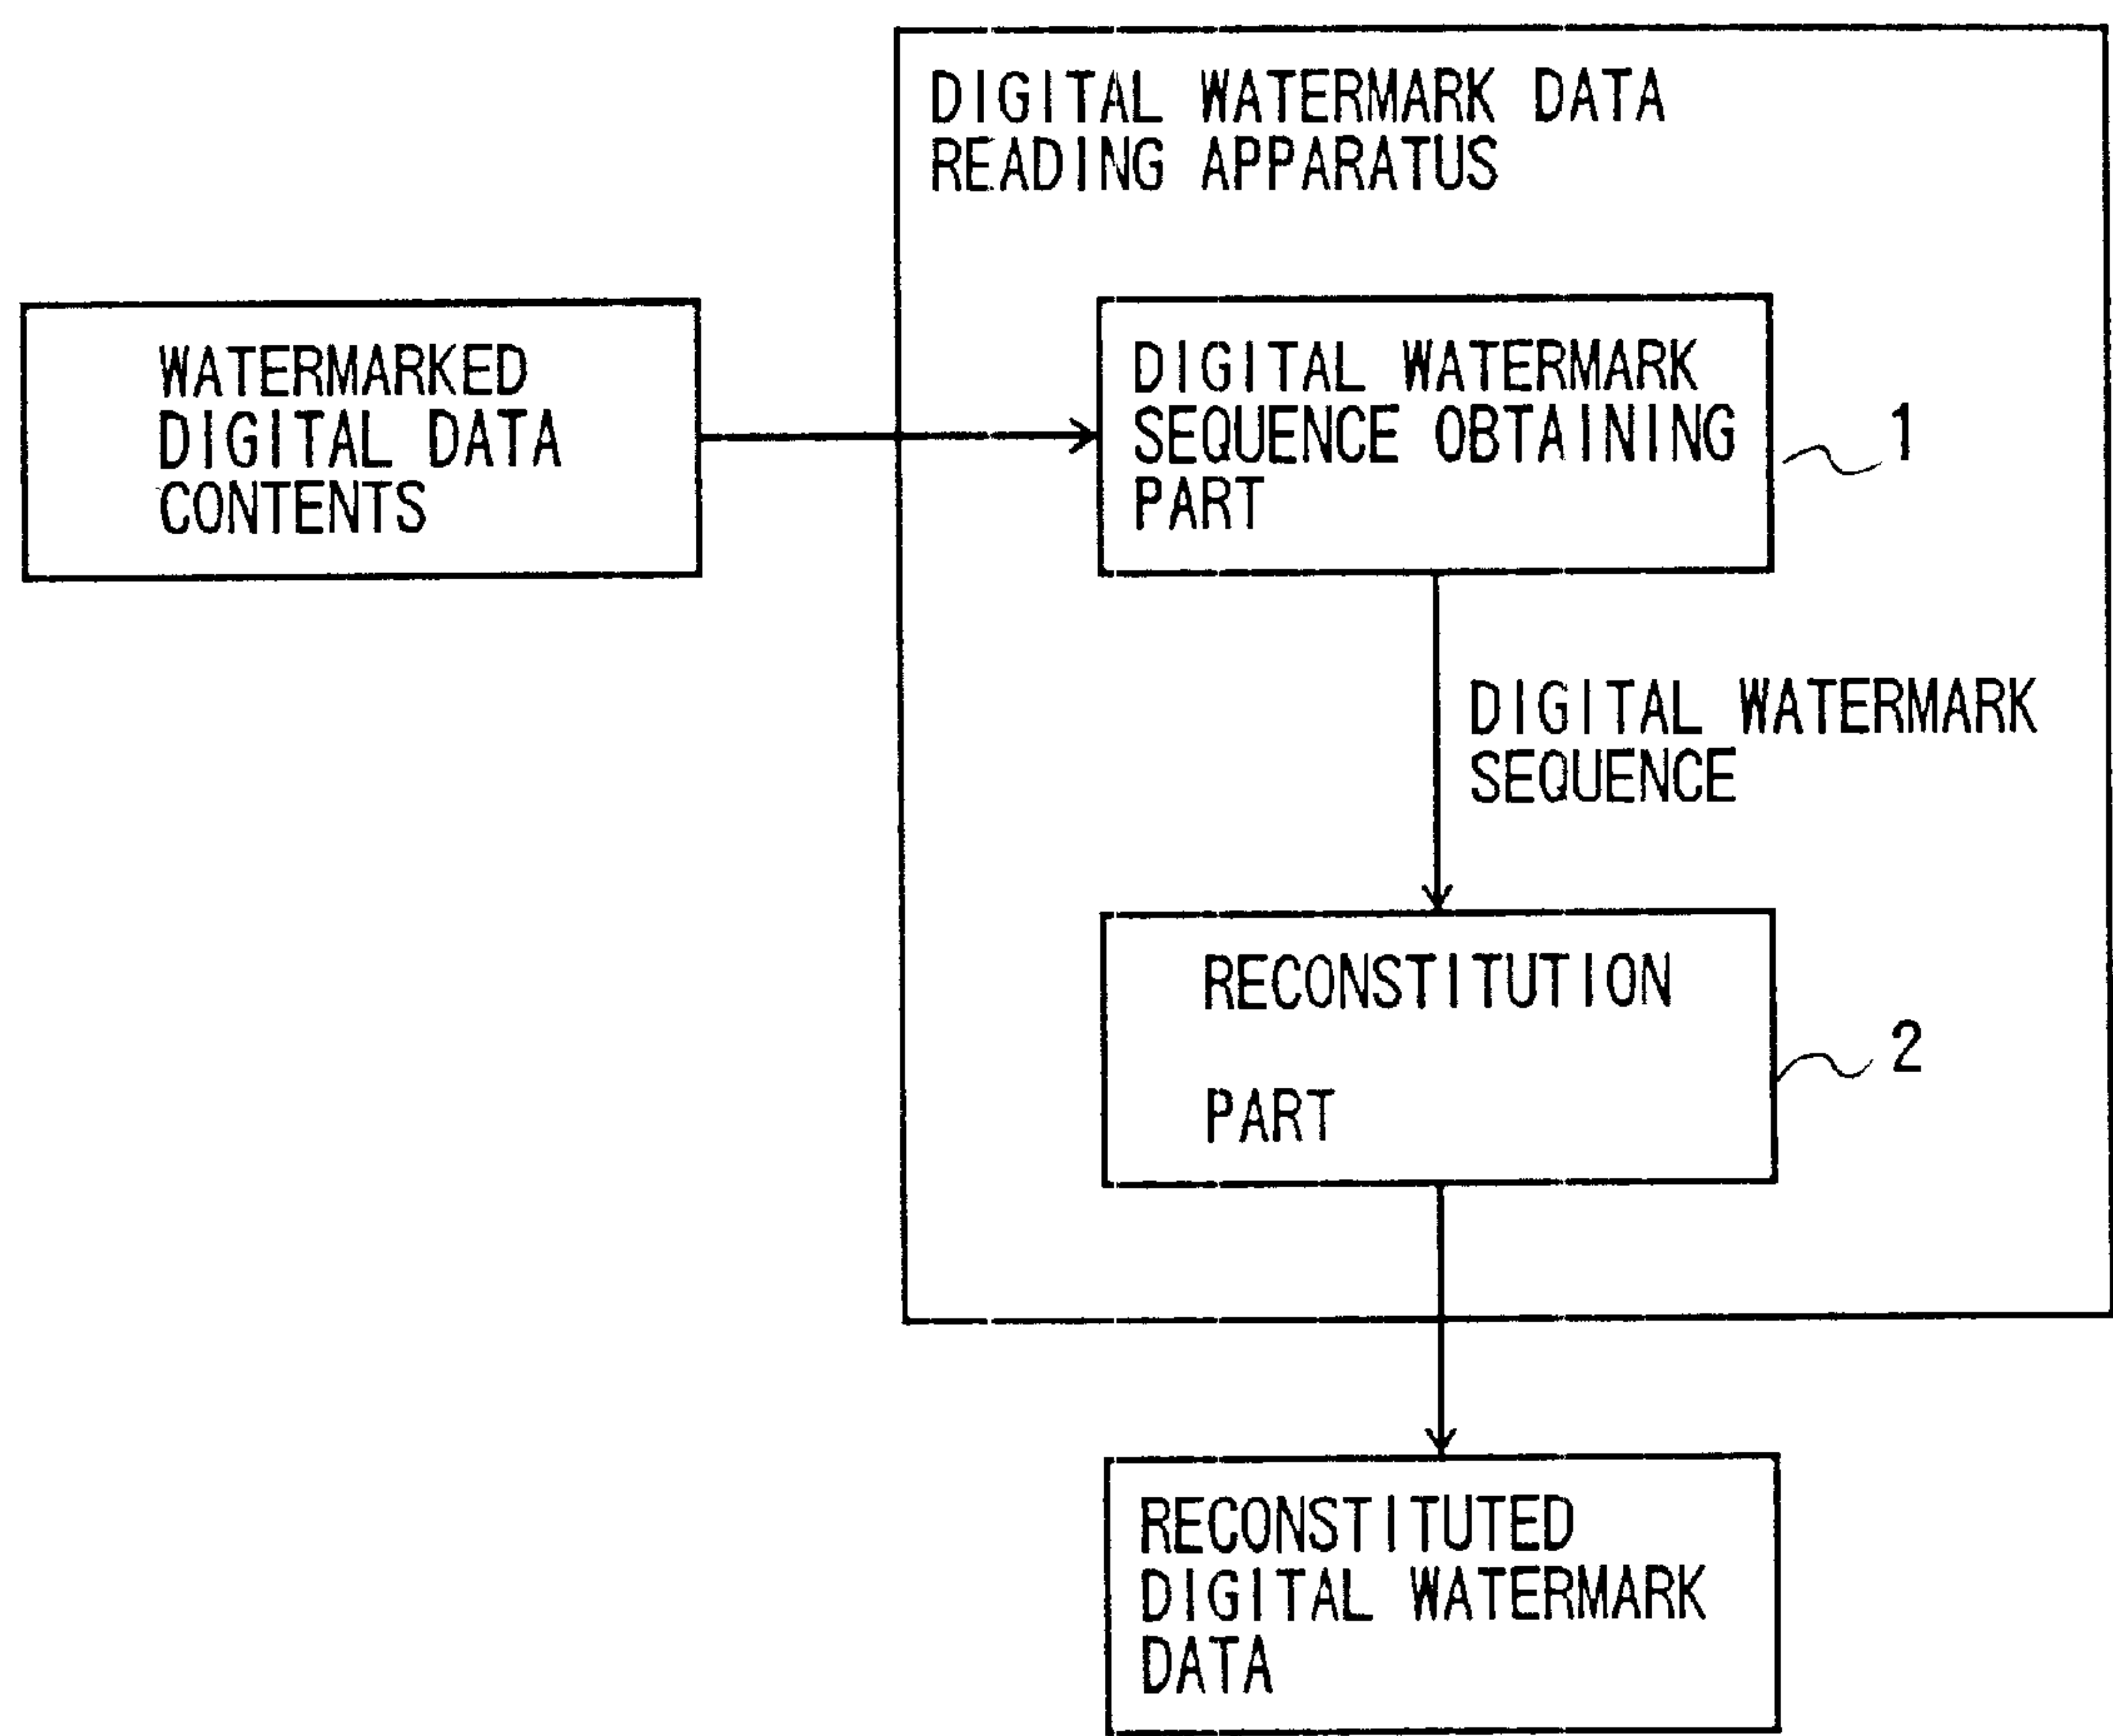 DIGITAL WATERMARK DATA
READING APPARATUS
WATERMARKED
DIGITAL DATA
CONTENTS
DIGITAL WATERMARK
SEQUENCE OBTAINING
PART
1
DIGITAL WATERMARK
SEQUENCE
RECONSTITUTION
PART
2
RECONSTITUTED
DIGITAL WATERMARK
DATA